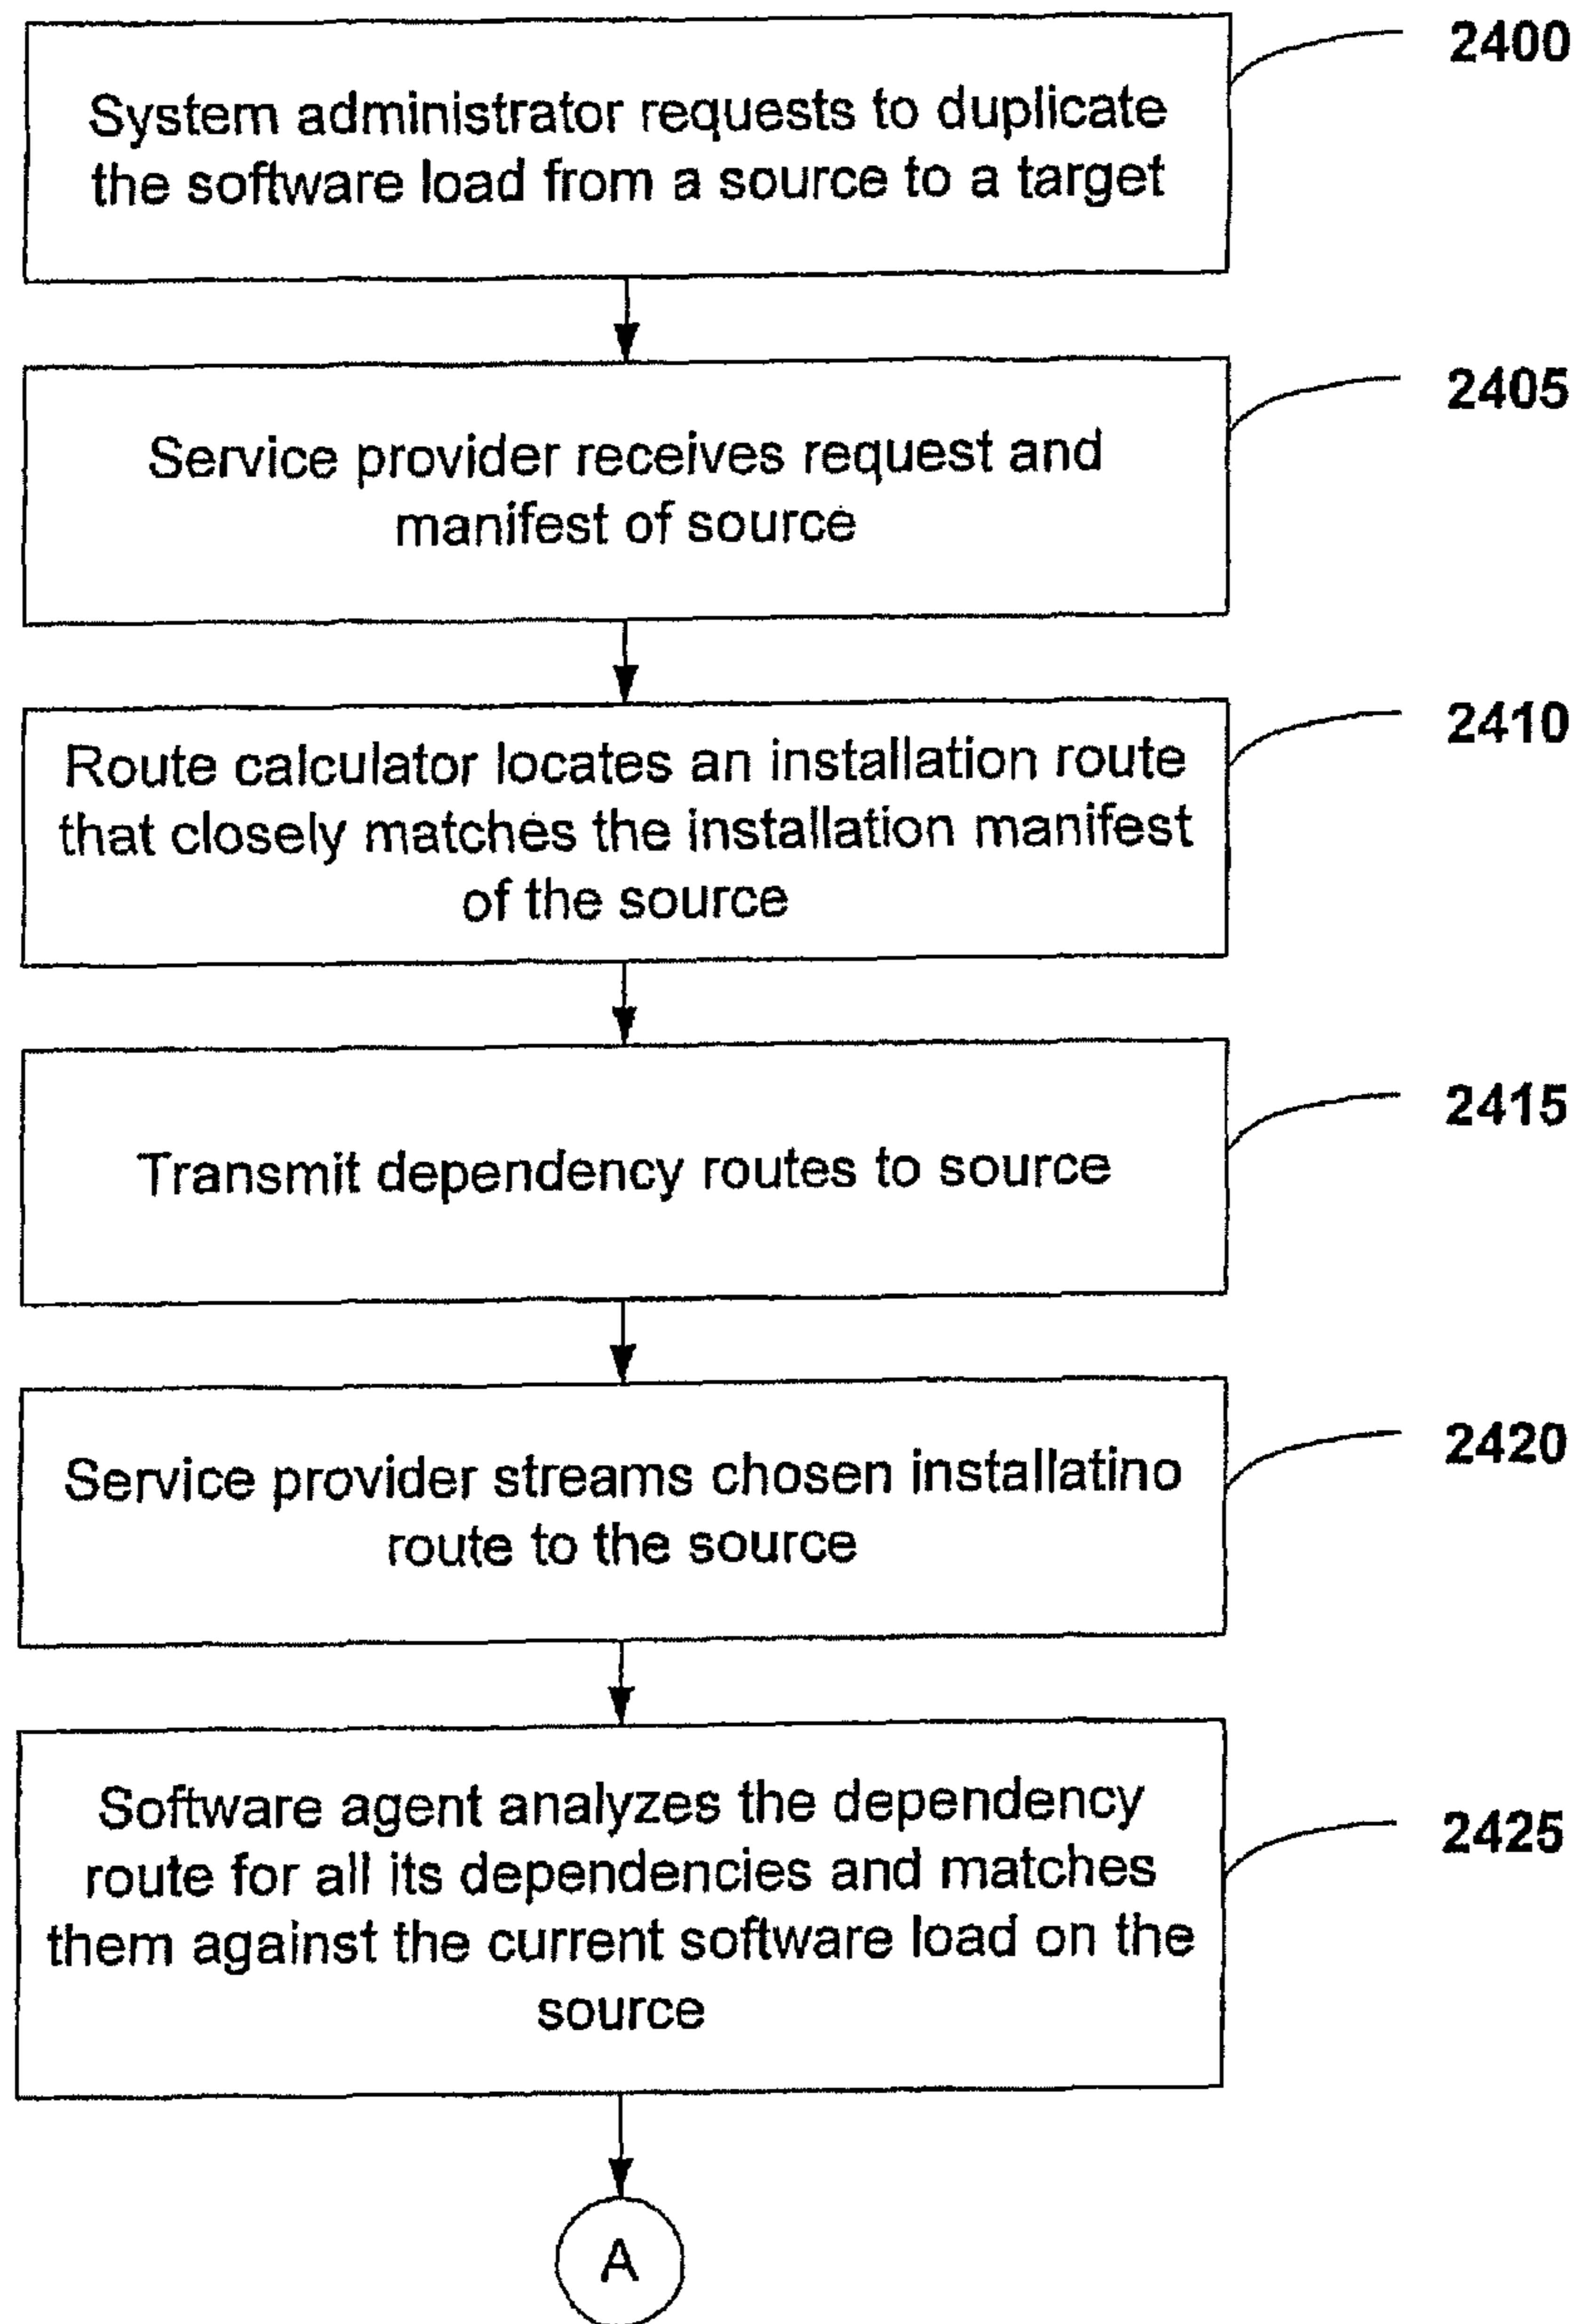 2400
System administrator requests to duplicate
the software load from a source to a target
2405
Service provider receives request and
manifest of source
2410
Route calculator locates an installation route
that closely matches the installation manifest
of the source
2415
Transmit dependency routes to source
2420
Service provider streams chosen installatino
route to the source
2425
Software agent analyzes the dependency
route for all its dependencies and matches
them against the current software load on the
source
A